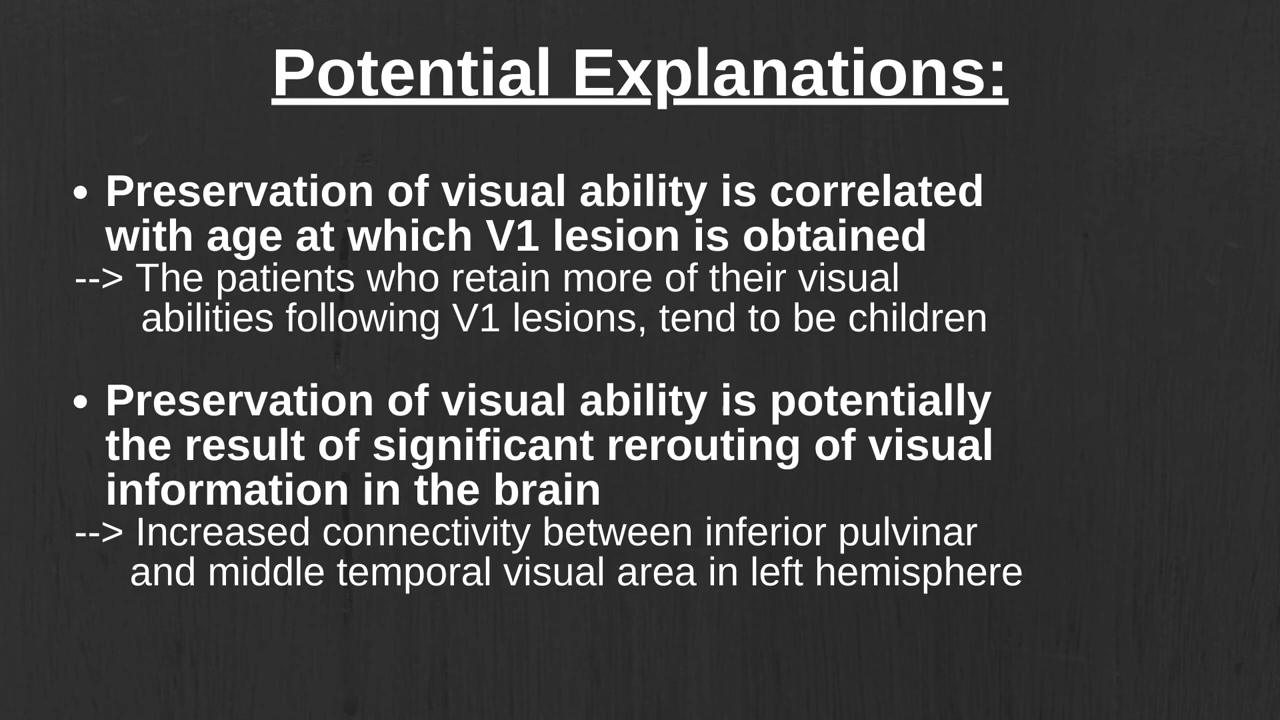 Potential Explanations:
• Preservation of visual ability is correlated
with age at which V1 lesion is obtained
--> The patients who retain more of their visual
abilities following V1 lesions, tend to be children
• Preservation of visual ability is potentially
the result of significant rerouting of visual
information in the brain
--> Increased connectivity between inferior pulvinar
and middle temporal visual area in left hemisphere